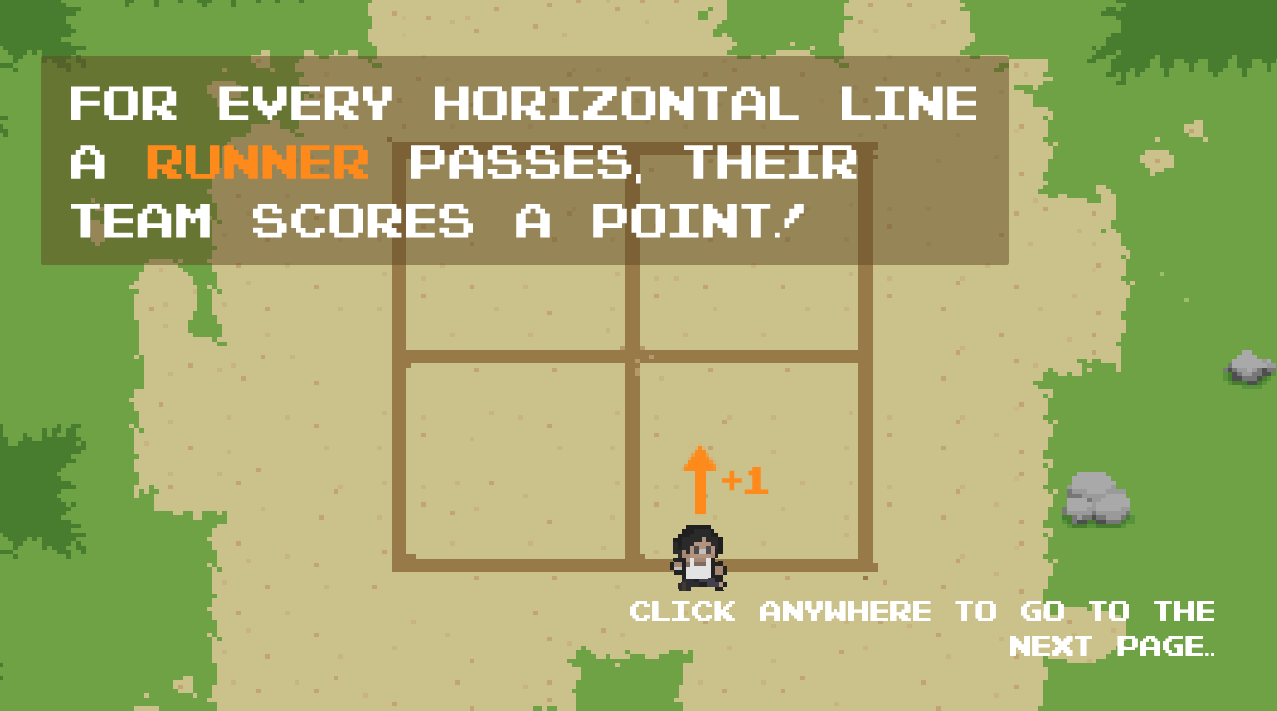 FOR EVERY HORIZONTAL LINE
A RUNNER PASSES, THEIR
TEAM SCORES A POINT!
+1
CLICK ANYWHERE TO GO TO THE
NEXT PAGE..